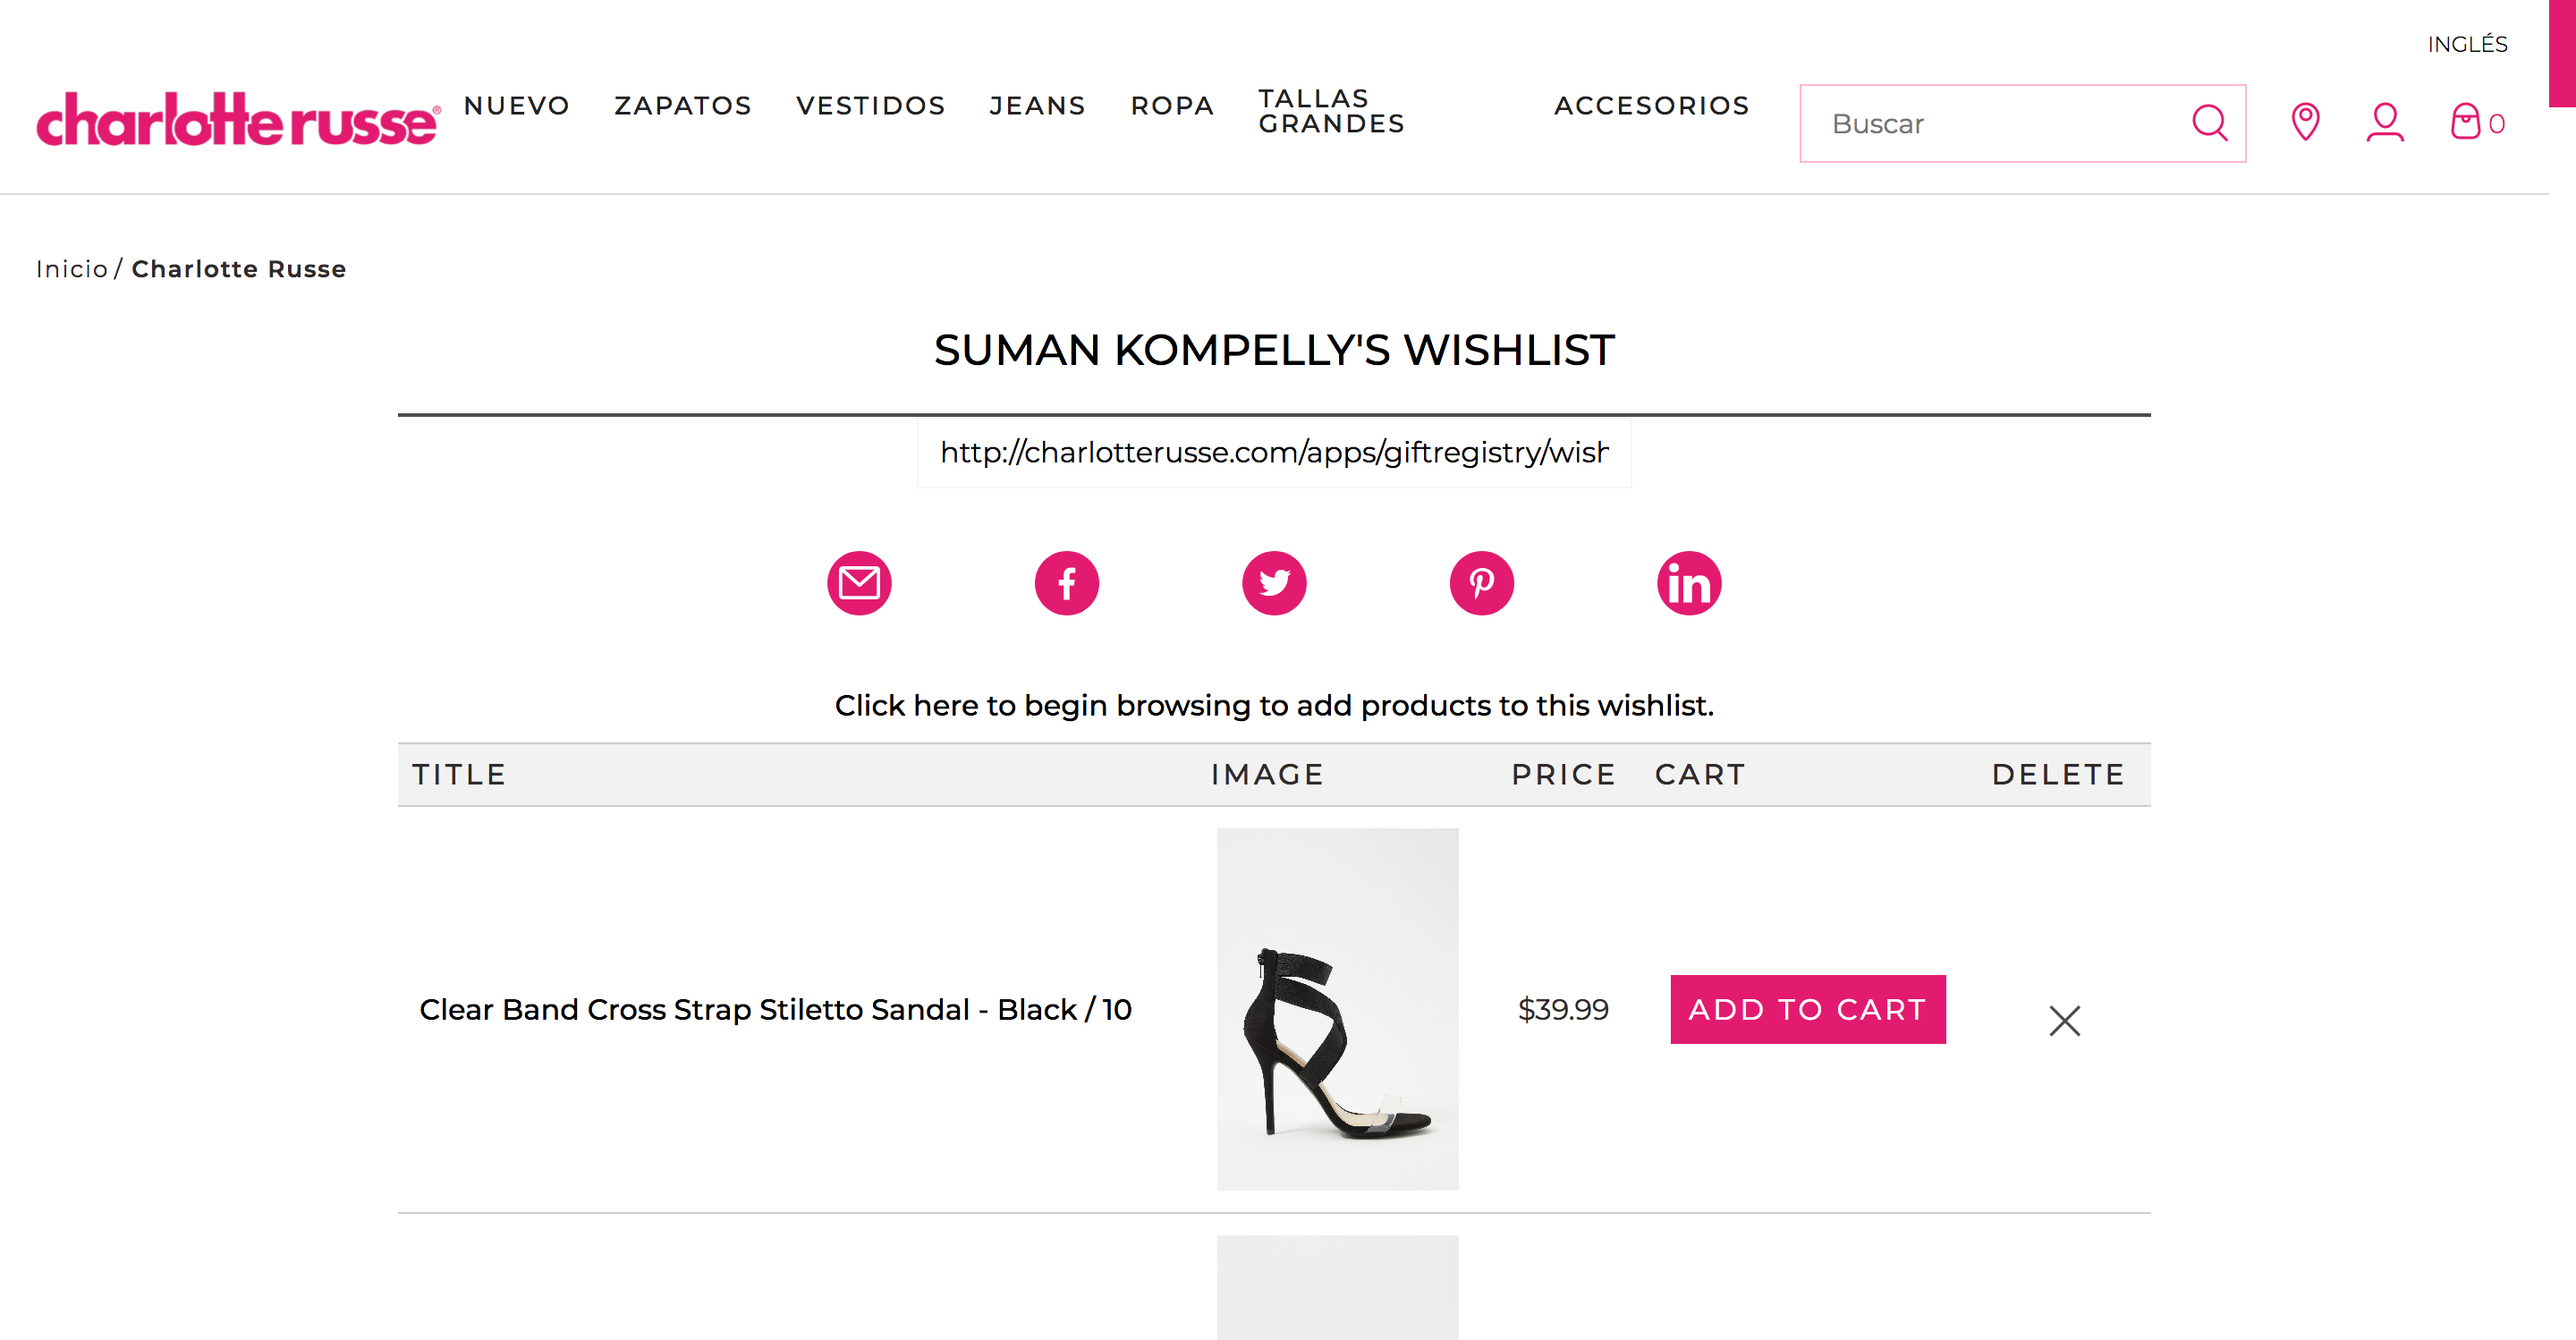 INGLÉS
charlotte russe®
NUEVO
ZAPATOS
VESTIDOS
JEANS
ROPA
TALLAS
GRANDES
ACCESORIOS
Buscar
0
Inicio / Charlotte Russe
SUMAN KOMPELLY'S WISHLIST
http://charlotterusse.com/apps/giftregistry/wish
f
in
Click here to begin browsing to add products to this wishlist.
TITLE IMAGE PRICE CART DELETE
Clear Band Cross Strap Stiletto Sandal - Black / 10
$39.99
ADD TO CART